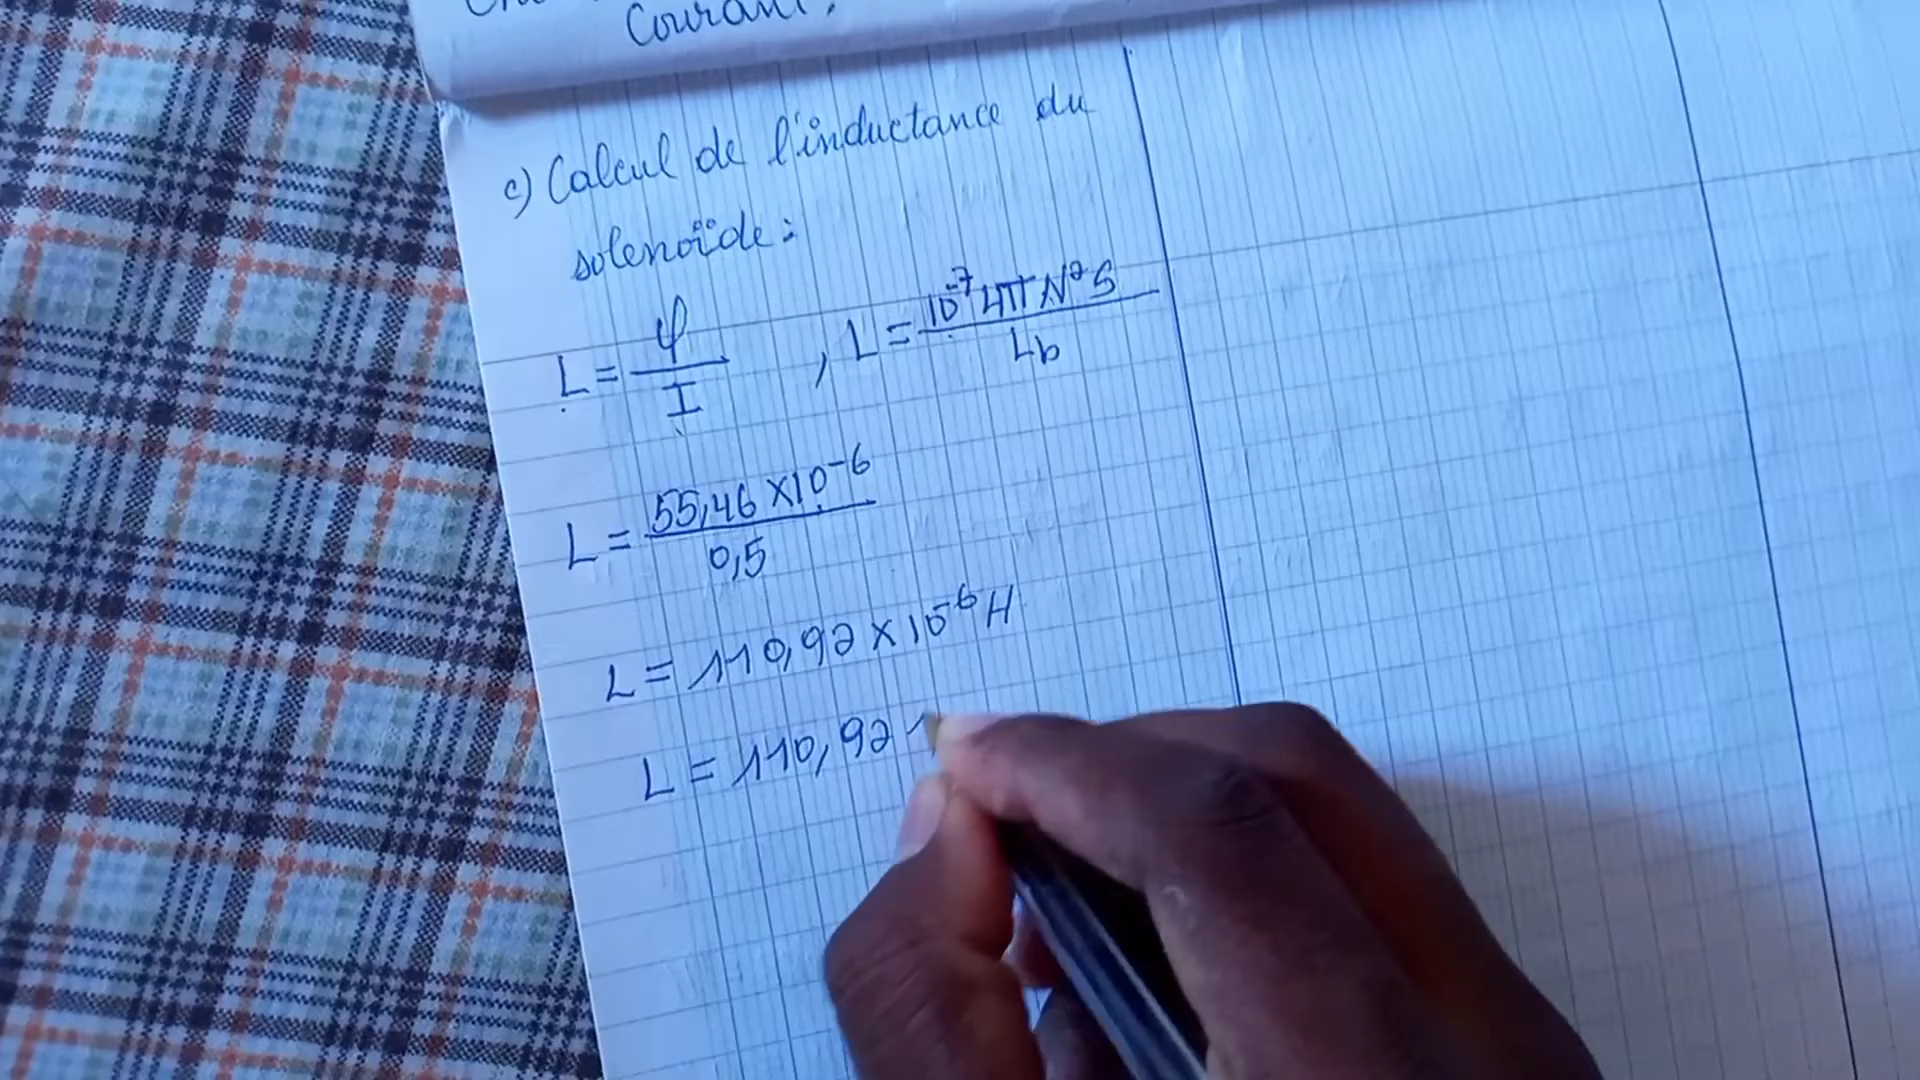 Courant.
c) Calcul de l'inductance du
solenoïde :
L = φ / I , L = 10⁻⁷ 4π N² S / Lb
L = 55,46 x 10⁻⁶ / 0,5
L = 110,92 x 10⁻⁶ H
L = 110,92